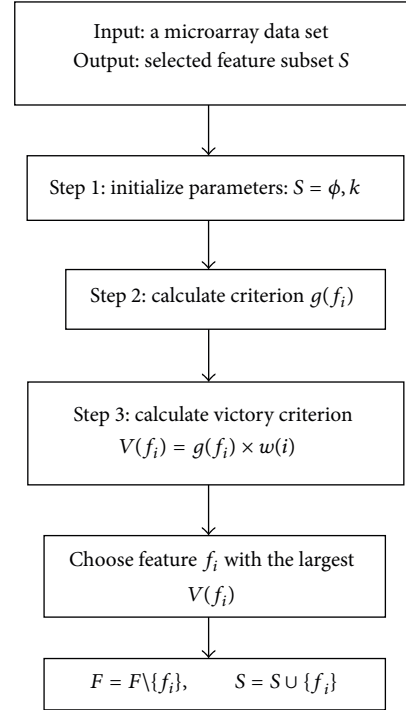 Input: a microarray data set
Output: selected feature subset S
Step 1: initialize parameters: S = ϕ, k
Step 2: calculate criterion g(fᵢ)
Step 3: calculate victory criterion
V(fᵢ) = g(fᵢ) × w(i)
Choose feature fᵢ with the largest
V(fᵢ)
F = F\{fᵢ}, S = S ∪ {fᵢ}